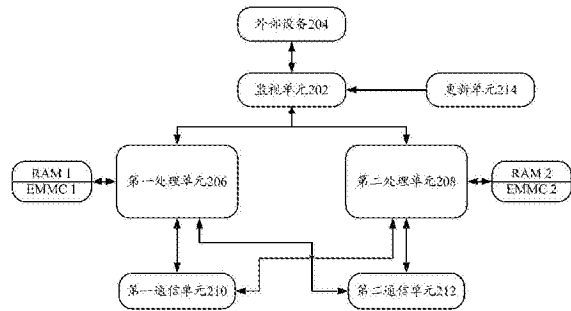 外部设备204
监视单元202
更新单元214
RAM 1
EMMC 1
第一处理单元206
第二处理单元208
RAM 2
EMMC 2
第一通信单元210
第二通信单元212